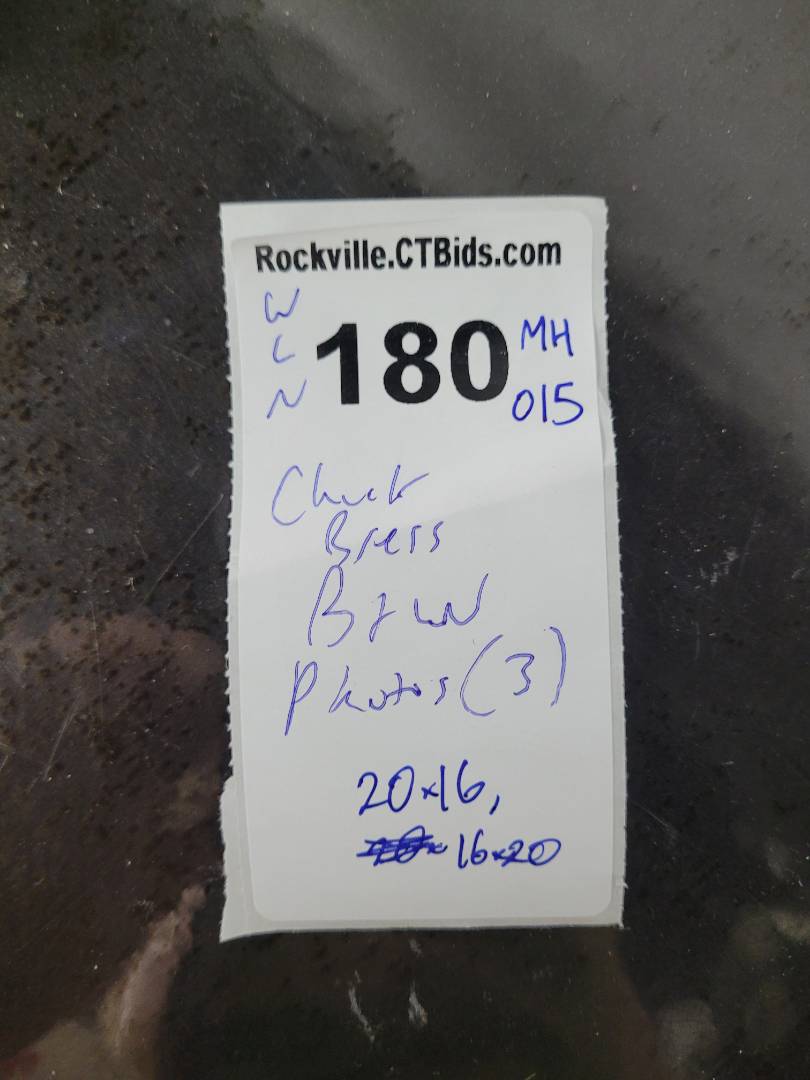 Rockville.CTBids.com
W
L
N
180
MH
015
Chuck
Bress
B & W
Photos (3)
20x16,
16x20